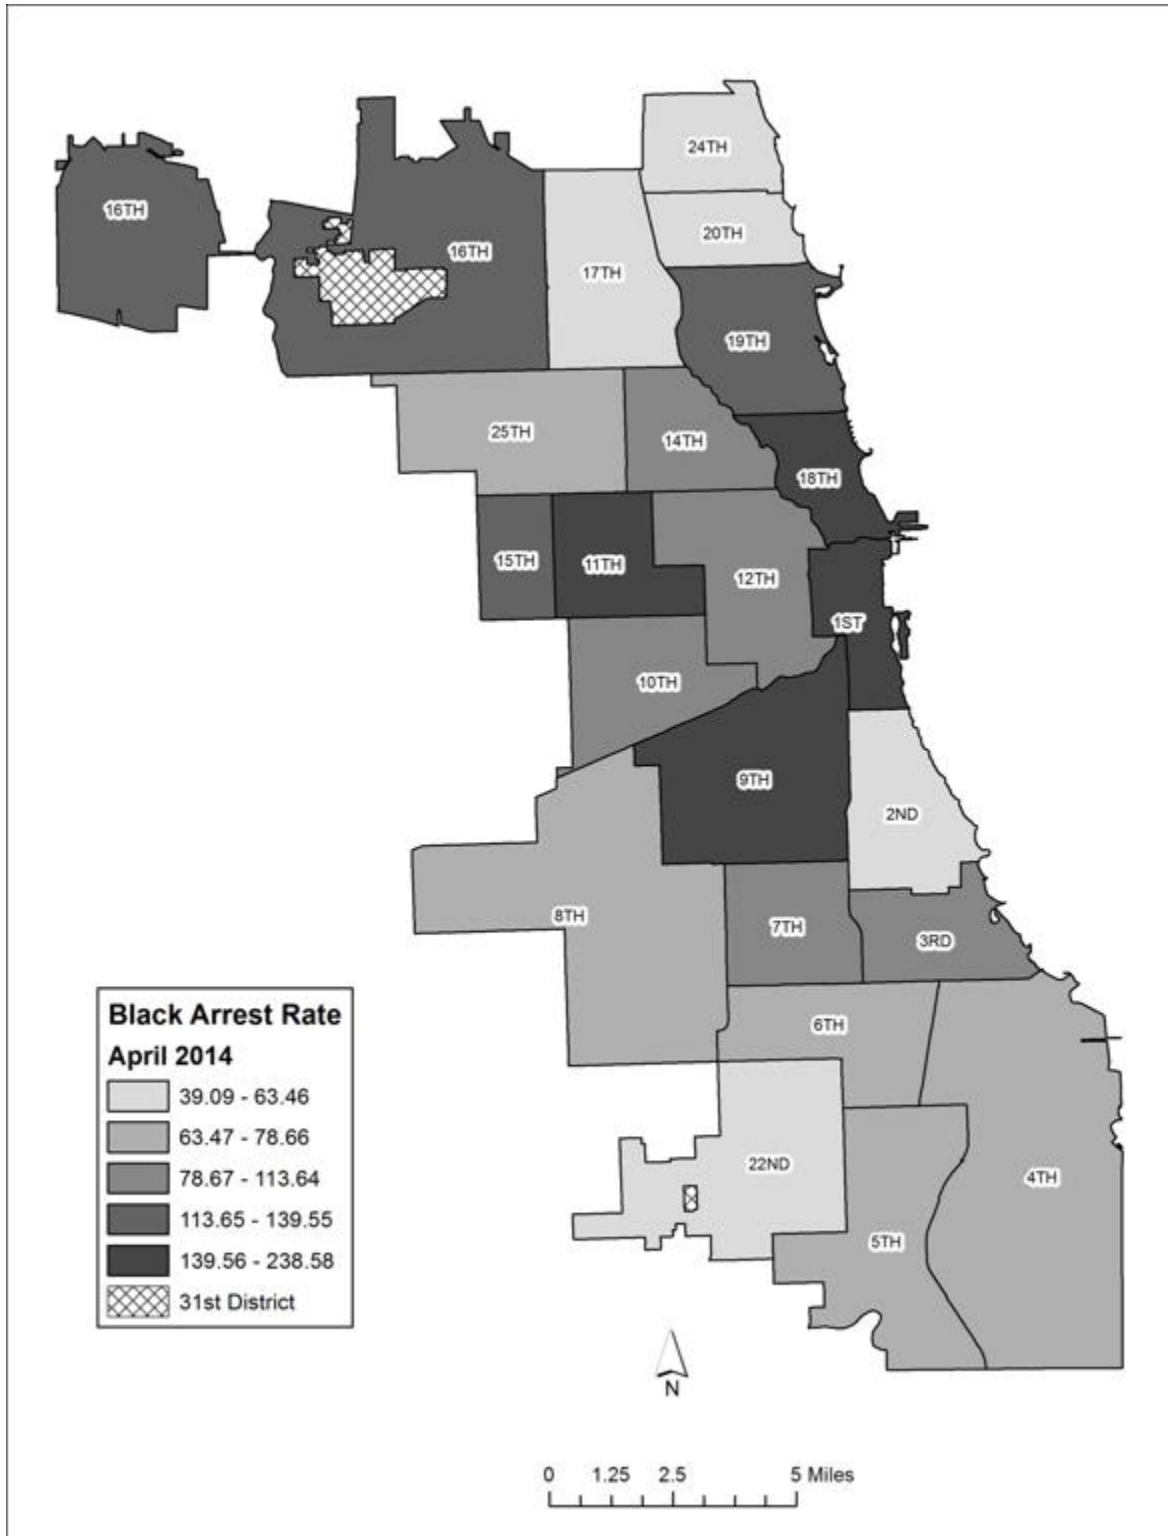 24TH
16TH
20TH
16TH
17TH
19TH
25TH
14TH
18TH
15TH
11TH
12TH
1ST
10TH
9TH
2ND
8TH
7TH
3RD
6TH
22ND
4TH
5TH
Black Arrest Rate
April 2014
39.09 - 63.46
63.47 - 78.66
78.67 - 113.64
113.65 - 139.55
139.56 - 238.58
31st District
N
0 1.25 2.5 5 Miles